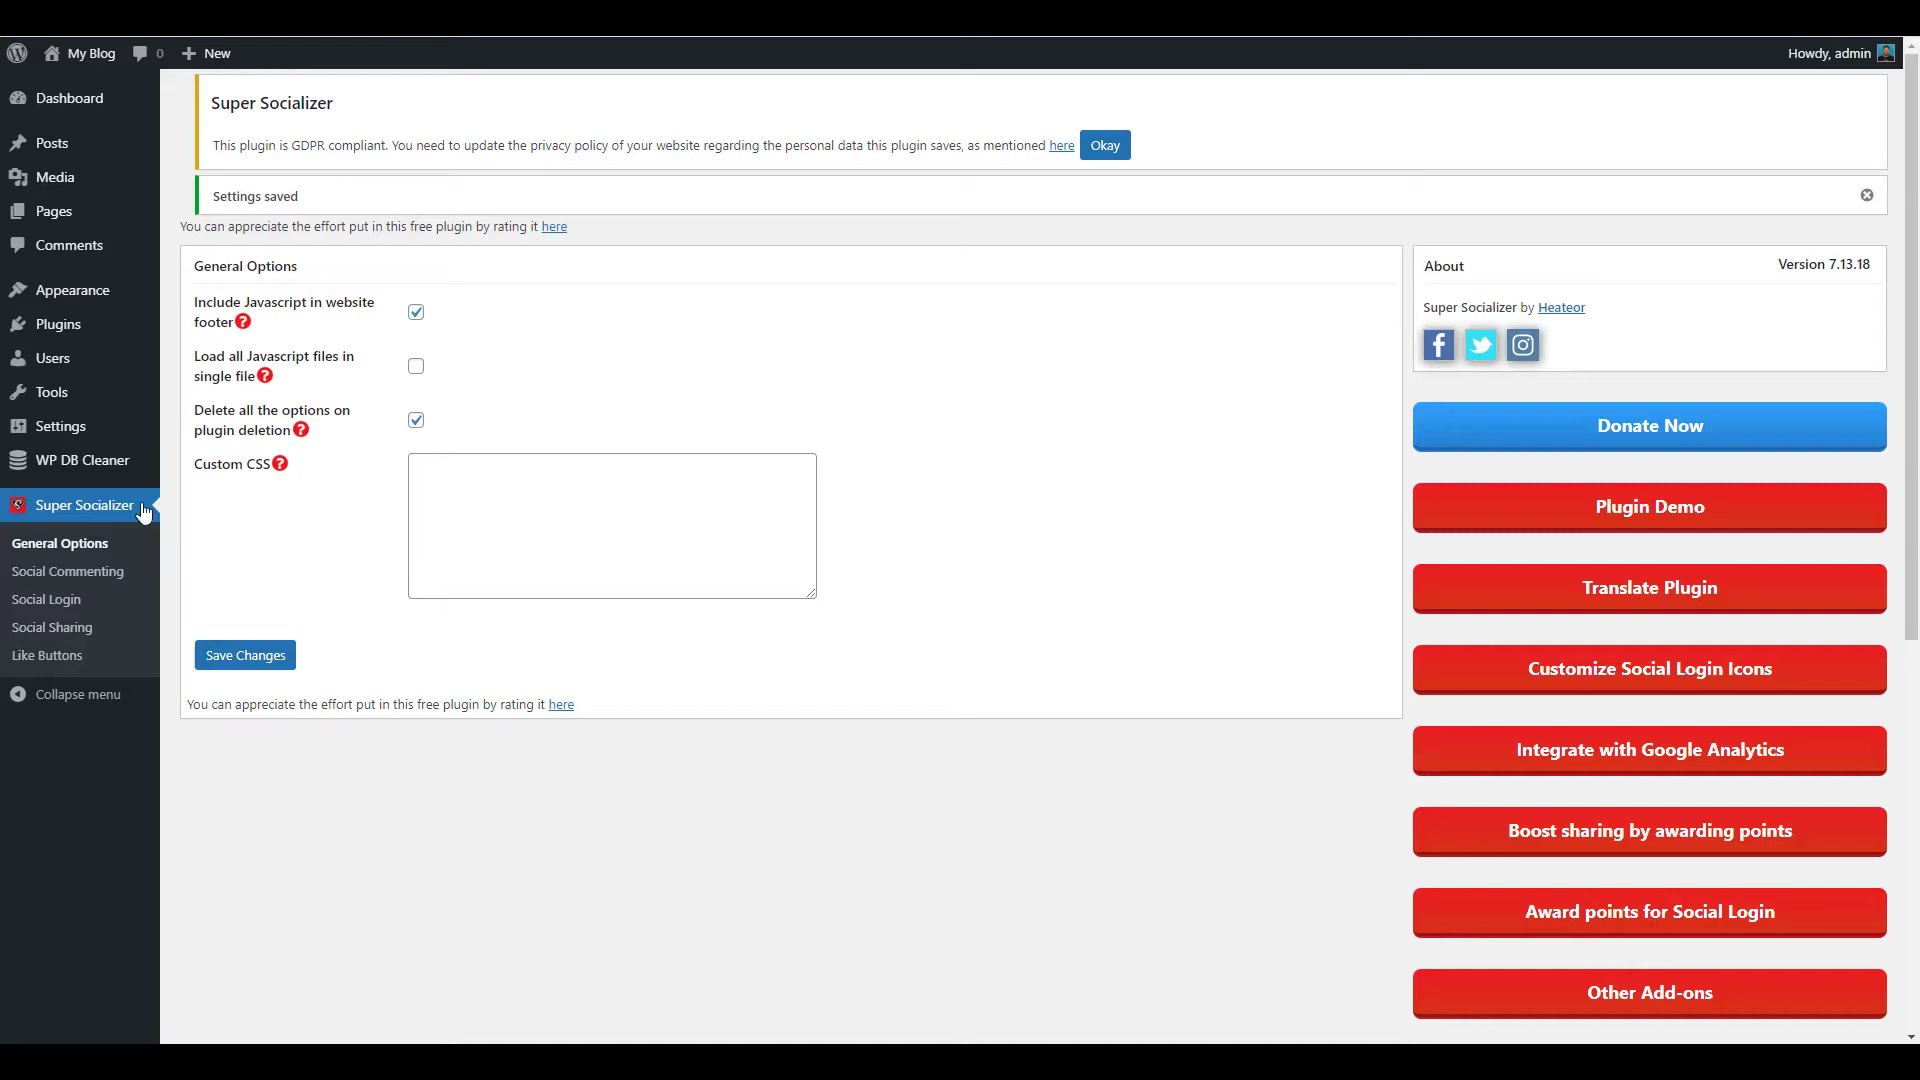 My Blog
0
New
Howdy, admin
Dashboard
Posts
Media
Pages
Comments
Appearance
Plugins
Users
Tools
Settings
WP DB Cleaner
Super Socializer
General Options
Social Commenting
Social Login
Social Sharing
Like Buttons
Collapse menu
Super Socializer
This plugin is GDPR compliant. You need to update the privacy policy of your website regarding the personal data this plugin saves, as mentioned here
Okay
Settings saved
You can appreciate the effort put in this free plugin by rating it here
General Options
Include Javascript in website
footer
Load all Javascript files in
single file
Delete all the options on
plugin deletion
Custom CSS
Save Changes
You can appreciate the effort put in this free plugin by rating it here
About
Version 7.13.18
Super Socializer by Heateor
Donate Now
Plugin Demo
Translate Plugin
Customize Social Login Icons
Integrate with Google Analytics
Boost sharing by awarding points
Award points for Social Login
Other Add-ons